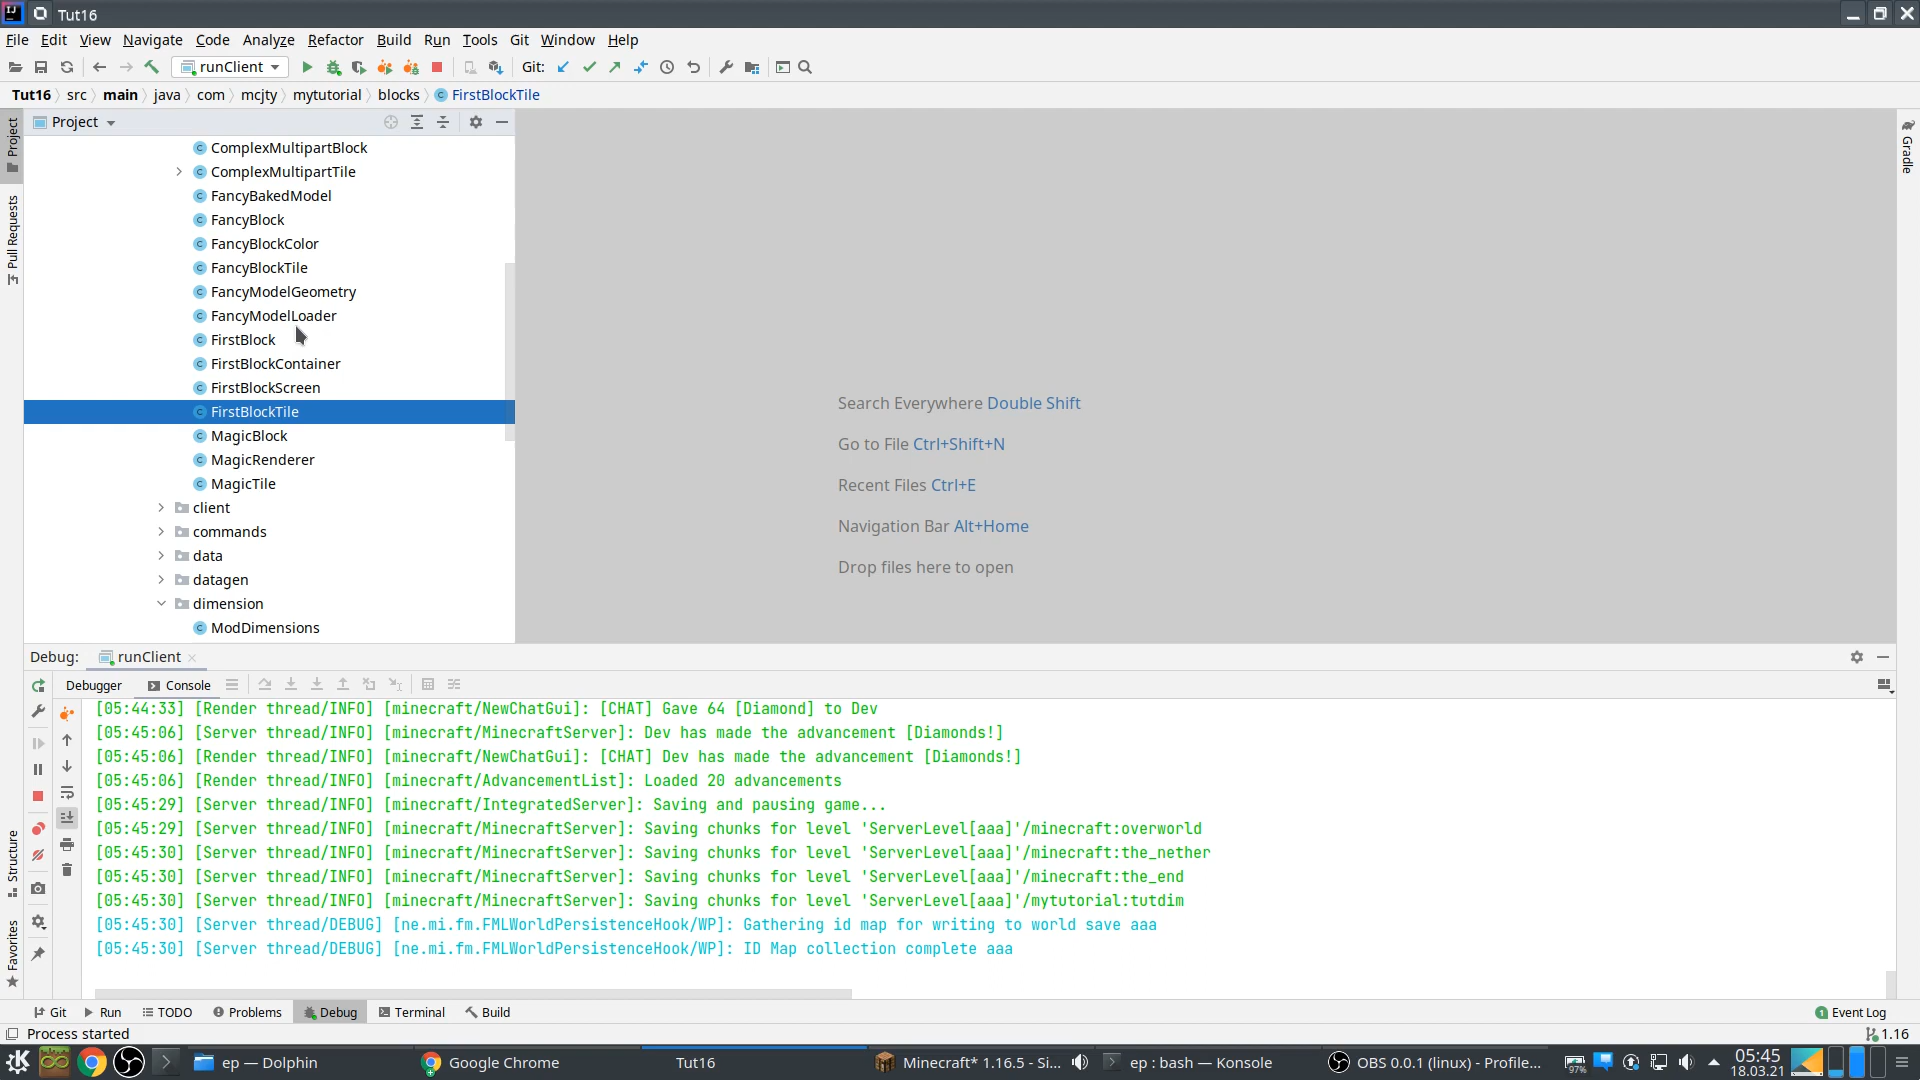 Tut16
File Edit View Navigate Code Analyze Refactor Build Run Tools Git Window Help
runClient Git:
Tut16 src main java com mcjty mytutorial blocks FirstBlockTile
Project
Project
Pull Requests
Structure
Favorites
Gradle
ComplexMultipartBlock
ComplexMultipartTile
FancyBakedModel
FancyBlock
FancyBlockColor
FancyBlockTile
FancyModelGeometry
FancyModelLoader
FirstBlock
FirstBlockContainer
FirstBlockScreen
FirstBlockTile
MagicBlock
MagicRenderer
MagicTile
client
commands
data
datagen
dimension
ModDimensions
Search Everywhere Double Shift
Go to File Ctrl+Shift+N
Recent Files Ctrl+E
Navigation Bar Alt+Home
Drop files here to open
Debug: runClient
Debugger Console
[05:44:33] [Render thread/INFO] [minecraft/NewChatGui]: [CHAT] Gave 64 [Diamond] to Dev
[05:45:06] [Server thread/INFO] [minecraft/MinecraftServer]: Dev has made the advancement [Diamonds!]
[05:45:06] [Render thread/INFO] [minecraft/NewChatGui]: [CHAT] Dev has made the advancement [Diamonds!]
[05:45:06] [Render thread/INFO] [minecraft/AdvancementList]: Loaded 20 advancements
[05:45:29] [Server thread/INFO] [minecraft/IntegratedServer]: Saving and pausing game...
[05:45:29] [Server thread/INFO] [minecraft/MinecraftServer]: Saving chunks for level 'ServerLevel[aaa]'/minecraft:overworld
[05:45:30] [Server thread/INFO] [minecraft/MinecraftServer]: Saving chunks for level 'ServerLevel[aaa]'/minecraft:the_nether
[05:45:30] [Server thread/INFO] [minecraft/MinecraftServer]: Saving chunks for level 'ServerLevel[aaa]'/minecraft:the_end
[05:45:30] [Server thread/INFO] [minecraft/MinecraftServer]: Saving chunks for level 'ServerLevel[aaa]'/mytutorial:tutdim
[05:45:30] [Server thread/DEBUG] [ne.mi.fm.FMLWorldPersistenceHook/WP]: Gathering id map for writing to world save aaa
[05:45:30] [Server thread/DEBUG] [ne.mi.fm.FMLWorldPersistenceHook/WP]: ID Map collection complete aaa
Git Run TODO Problems Debug Terminal Build 1 Event Log
Process started 1.16
ep — Dolphin Google Chrome Tut16 Minecraft* 1.16.5 - Si... ep : bash — Konsole OBS 0.0.1 (linux) - Profile... 97% 05:45
18.03.21